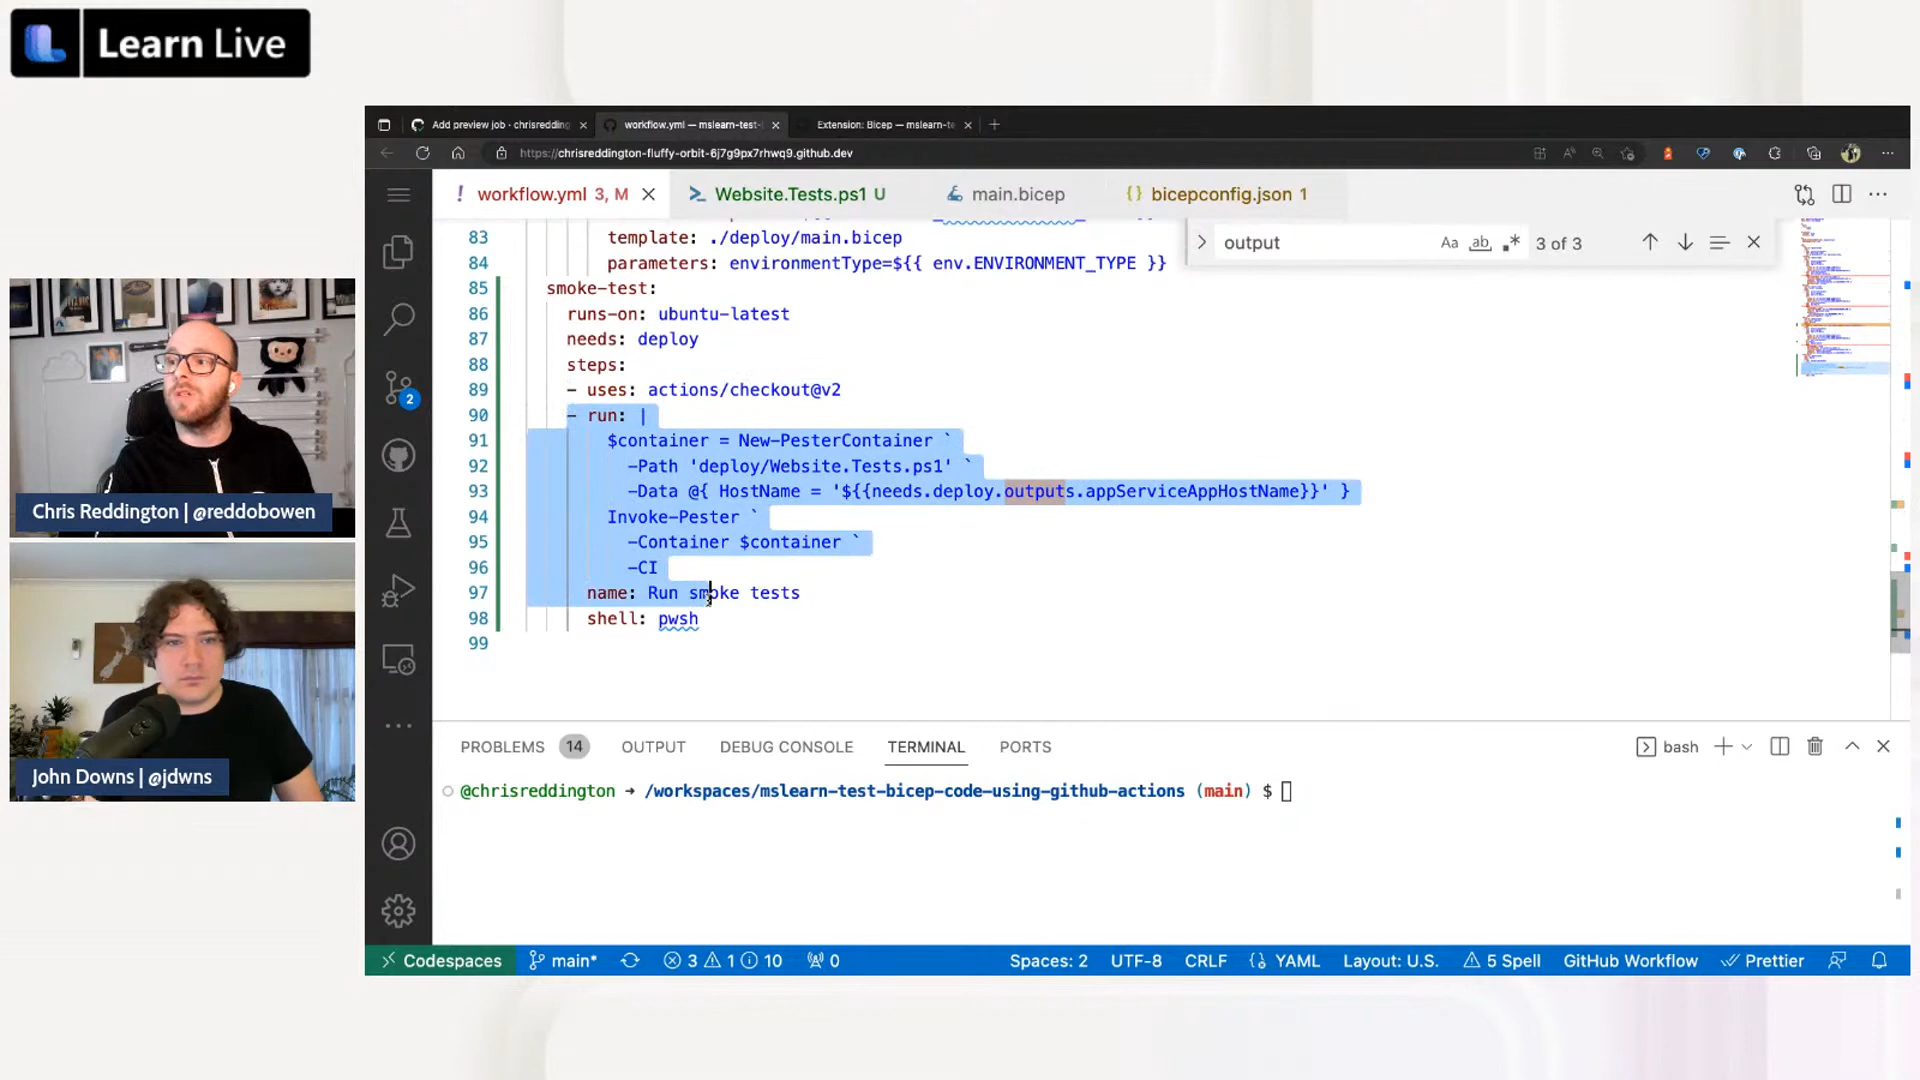 Learn Live
Add preview job · chrisredding
workflow.yml — mslearn-test-
Extension: Bicep — mslearn-te
https://chrisreddington-fluffy-orbit-6j7g9px7rhwq9.github.dev
workflow.yml 3, M
Website.Tests.ps1 U
main.bicep
bicepconfig.json 1
output
Aa ab
3 of 3
83 template: ./deploy/main.bicep
84 parameters: environmentType=${{ env.ENVIRONMENT_TYPE }}
85 smoke-test:
86 runs-on: ubuntu-latest
87 needs: deploy
88 steps:
89 - uses: actions/checkout@v2
90 - run: |
91 $container = New-PesterContainer `
92 -Path 'deploy/Website.Tests.ps1' `
93 -Data @{ HostName = '${{needs.deploy.outputs.appServiceAppHostName}}' }
94 Invoke-Pester `
95 -Container $container `
96 -CI
97 name: Run smoke tests
98 shell: pwsh
99
2
Chris Reddington | @reddobowen
John Downs | @jdwns
PROBLEMS 14 OUTPUT DEBUG CONSOLE TERMINAL PORTS
bash
@chrisreddington → /workspaces/mslearn-test-bicep-code-using-github-actions (main) $
Codespaces main* 3 1 10 0
Spaces: 2 UTF-8 CRLF YAML Layout: U.S. 5 Spell GitHub Workflow Prettier